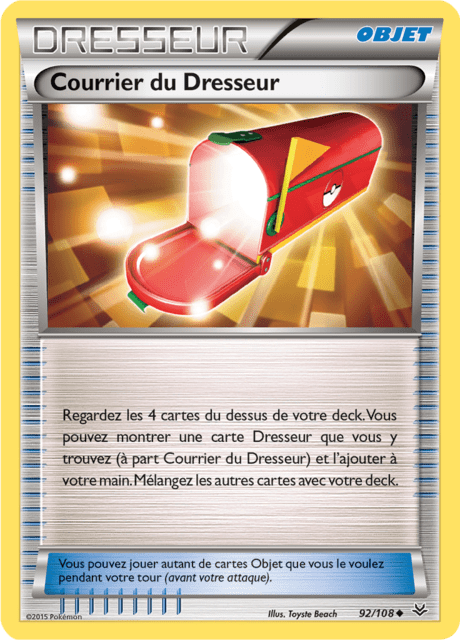 DRESSEUR
OBJET
Courrier du Dresseur
Regardez les 4 cartes du dessus de votre deck. Vous
pouvez montrer une carte Dresseur que vous y
trouvez (à part Courrier du Dresseur) et l'ajouter à
votre main. Mélangez les autres cartes avec votre deck.
Vous pouvez jouer autant de cartes Objet que vous le voulez
pendant votre tour (avant votre attaque).
©2015 Pokémon
Illus. Toyste Beach
92/108